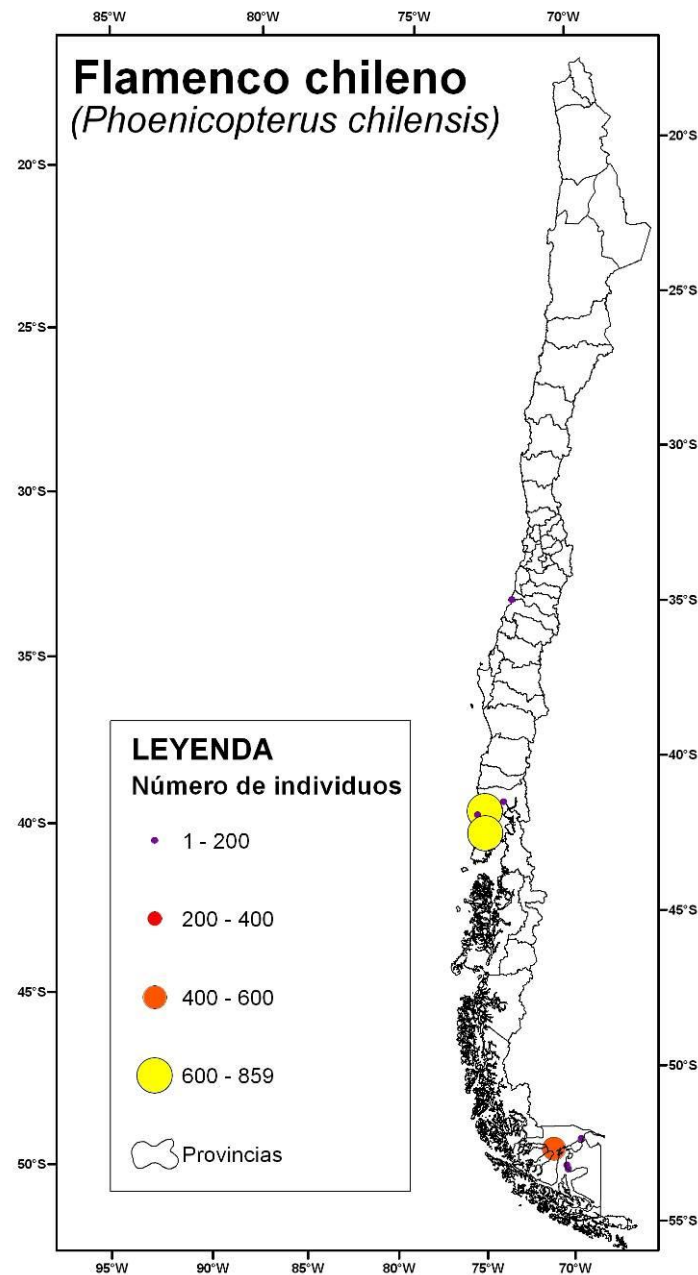 85°W 80°W 75°W 70°W
Flamenco chileno
(Phoenicopterus chilensis)
20°S
25°S
30°S
35°S
40°S
45°S
50°S
20°S
25°S
30°S
35°S
40°S
45°S
50°S
55°S
LEYENDA
Número de individuos
1 - 200
200 - 400
400 - 600
600 - 859
Provincias
95°W 90°W 85°W 80°W 75°W 70°W